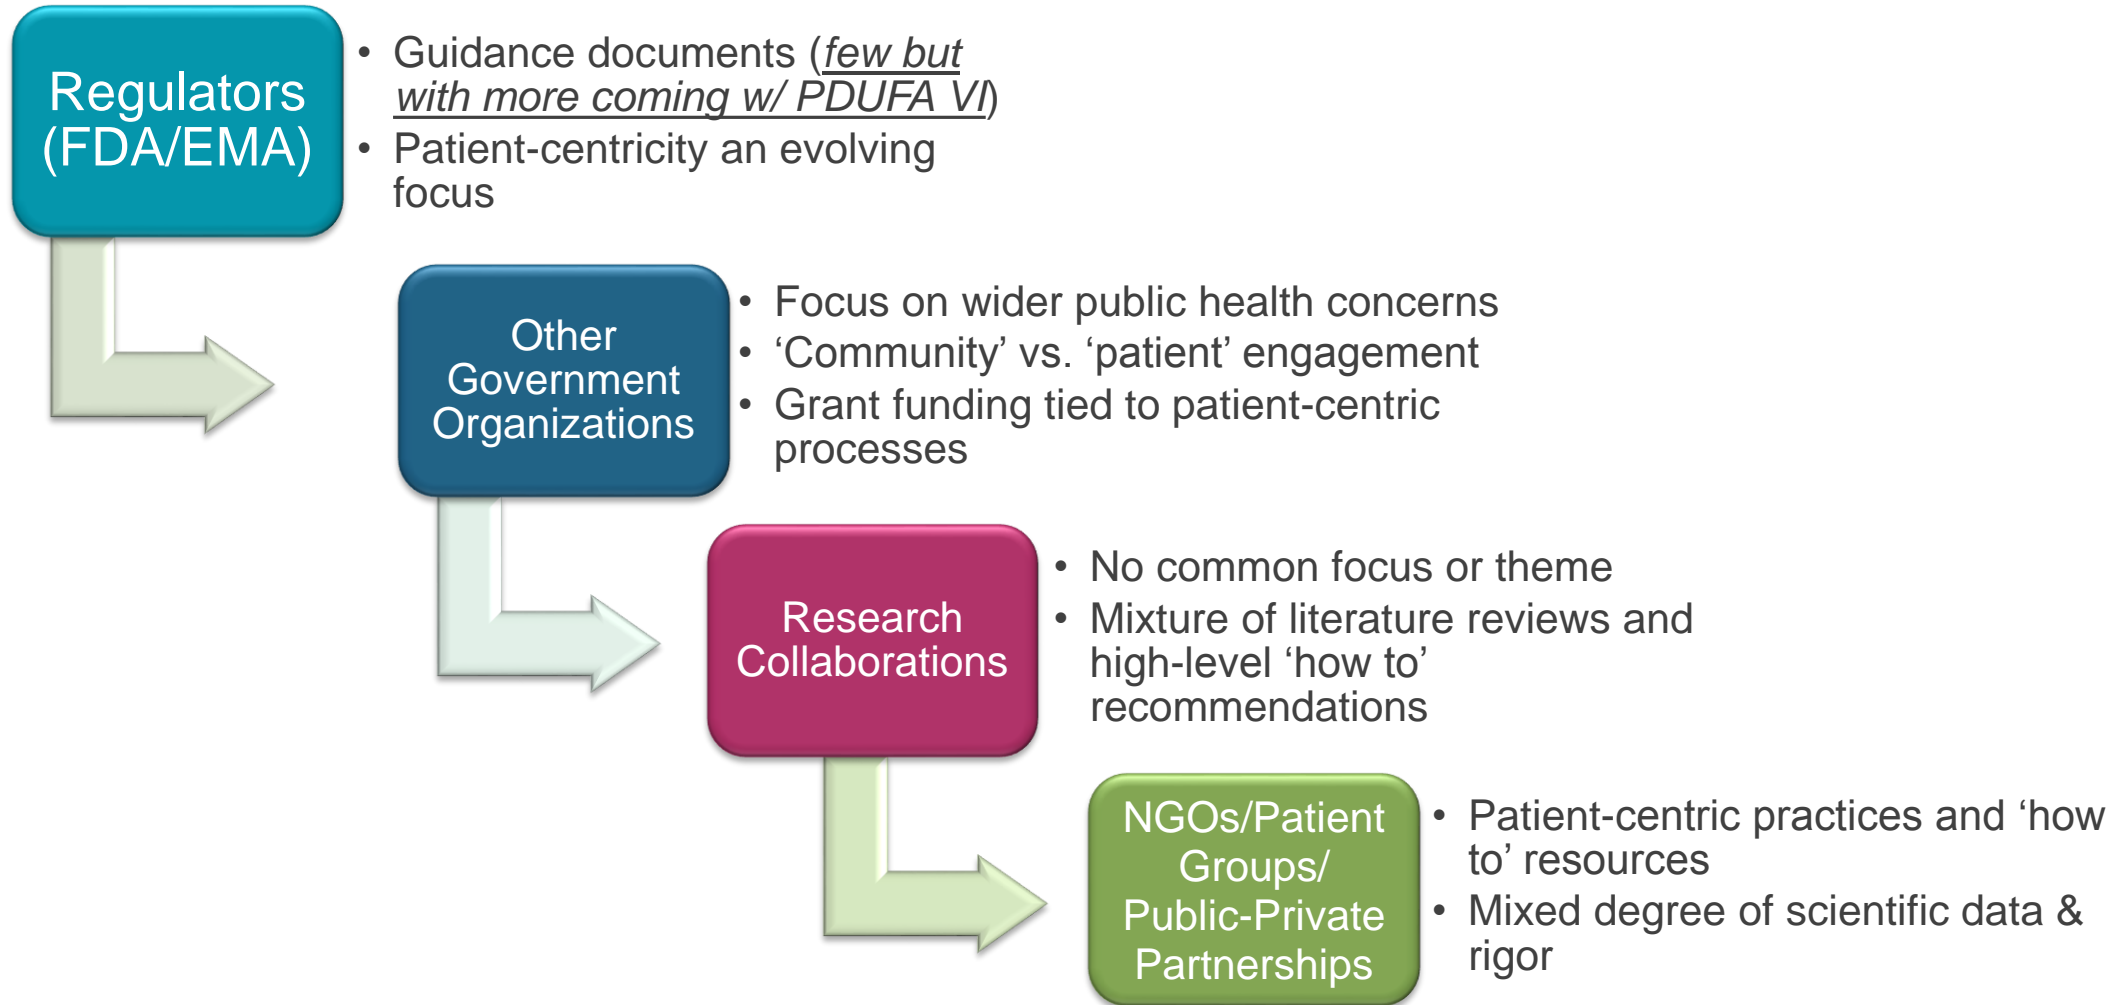 Regulators
(FDA/EMA)
• Guidance documents (few but
with more coming w/ PDUFA VI)
• Patient-centricity an evolving
focus
Other
Government
Organizations
• Focus on wider public health concerns
• ‘Community’ vs. ‘patient’ engagement
• Grant funding tied to patient-centric
processes
Research
Collaborations
• No common focus or theme
• Mixture of literature reviews and
high-level ‘how to’
recommendations
NGOs/Patient
Groups/
Public-Private
Partnerships
• Patient-centric practices and ‘how
to’ resources
• Mixed degree of scientific data &
rigor